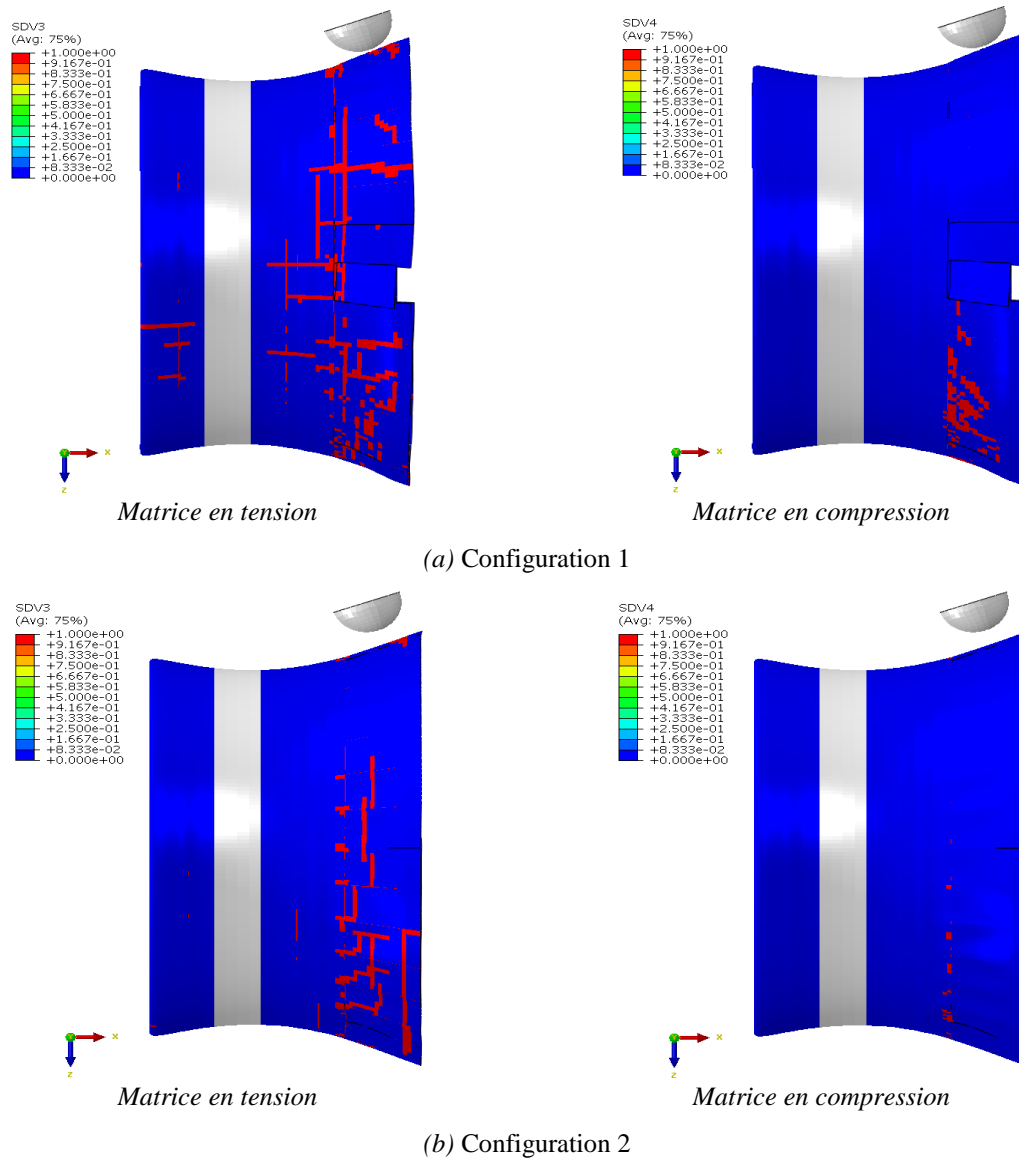 SDV3
(Avg: 75%)
+1.000e+00
+9.167e-01
+8.333e-01
+7.500e-01
+6.667e-01
+5.833e-01
+5.000e-01
+4.167e-01
+3.333e-01
+2.500e-01
+1.667e-01
+8.333e-02
+0.000e+00
Y
x
z
Matrice en tension
SDV4
(Avg: 75%)
+1.000e+00
+9.167e-01
+8.333e-01
+7.500e-01
+6.667e-01
+5.833e-01
+5.000e-01
+4.167e-01
+3.333e-01
+2.500e-01
+1.667e-01
+8.333e-02
+0.000e+00
Y
x
z
Matrice en compression
(a) Configuration 1
SDV3
(Avg: 75%)
+1.000e+00
+9.167e-01
+8.333e-01
+7.500e-01
+6.667e-01
+5.833e-01
+5.000e-01
+4.167e-01
+3.333e-01
+2.500e-01
+1.667e-01
+8.333e-02
+0.000e+00
Y
x
z
Matrice en tension
SDV4
(Avg: 75%)
+1.000e+00
+9.167e-01
+8.333e-01
+7.500e-01
+6.667e-01
+5.833e-01
+5.000e-01
+4.167e-01
+3.333e-01
+2.500e-01
+1.667e-01
+8.333e-02
+0.000e+00
Y
x
z
Matrice en compression
(b) Configuration 2